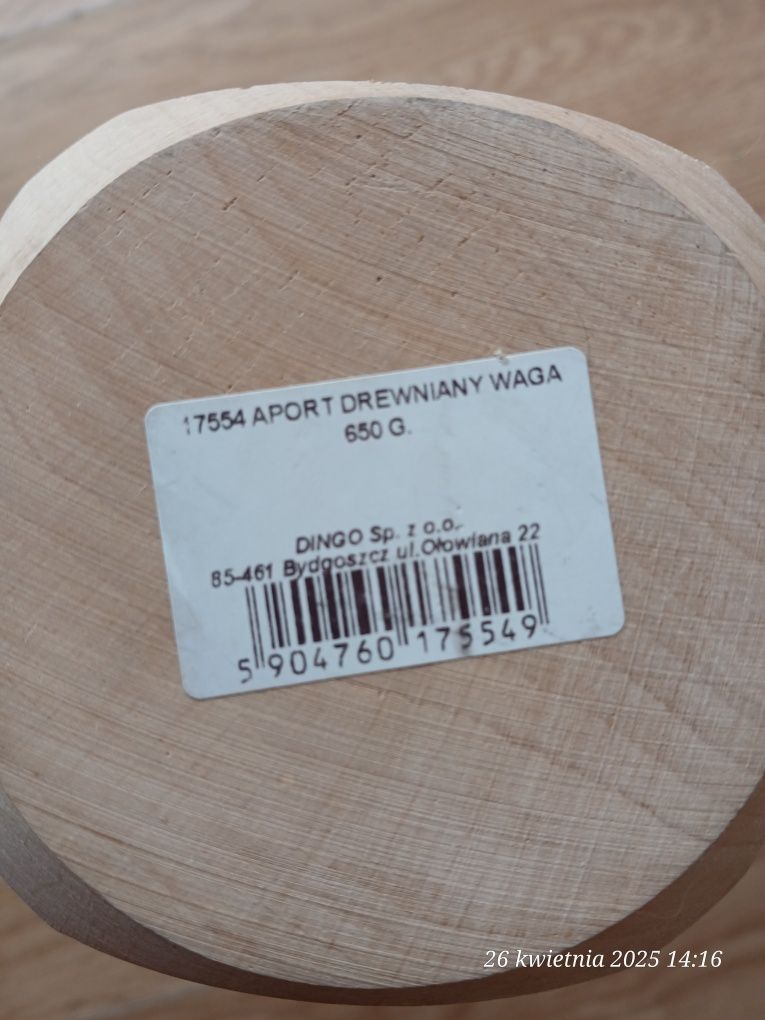 17554 APORT DREWNIANY WAGA
650 G.
DINGO Sp. z o.o.
85-461 Bydgoszcz ul.Ołowiana 22
5 904760 175549
26 kwietnia 2025 14:16